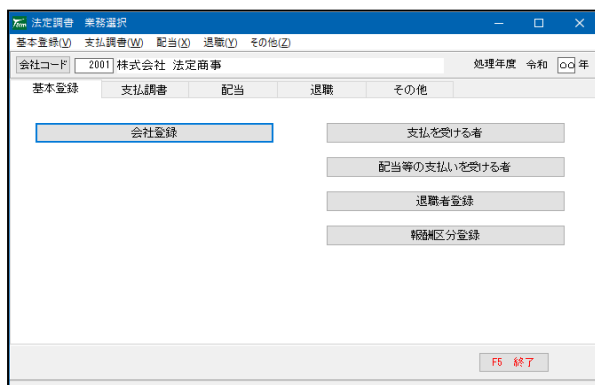 法定調書 業務選択
基本登録(V) 支払調書(W) 配当(X) 退職(Y) その他(Z)
会社コード 2001 株式会社 法定商事 処理年度 令和 ○○ 年
基本登録 支払調書 配当 退職 その他
会社登録 支払を受ける者
配当等の支払いを受ける者
退職者登録
報酬区分登録
F5 終了